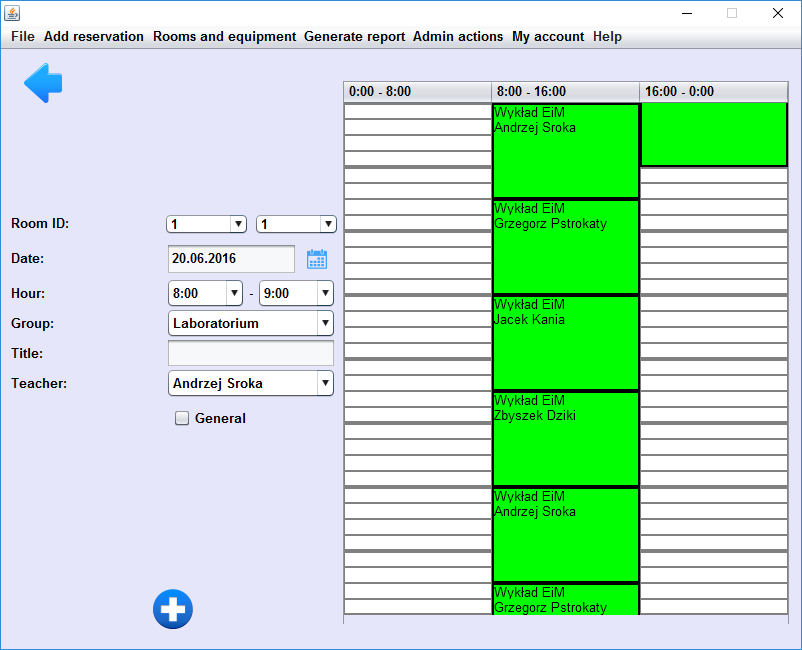 File Add reservation Rooms and equipment Generate report Admin actions My account Help
0:00 - 8:00 8:00 - 16:00 16:00 - 0:00
Wykład EiM
Andrzej Sroka
Wykład EiM
Grzegorz Pstrokaty
Wykład EiM
Jacek Kania
Wykład EiM
Zbyszek Dziki
Wykład EiM
Andrzej Sroka
Wykład EiM
Grzegorz Pstrokaty
Room ID: 1 1
Date: 20.06.2016
Hour: 8:00 - 9:00
Group: Laboratorium
Title:
Teacher: Andrzej Sroka
General